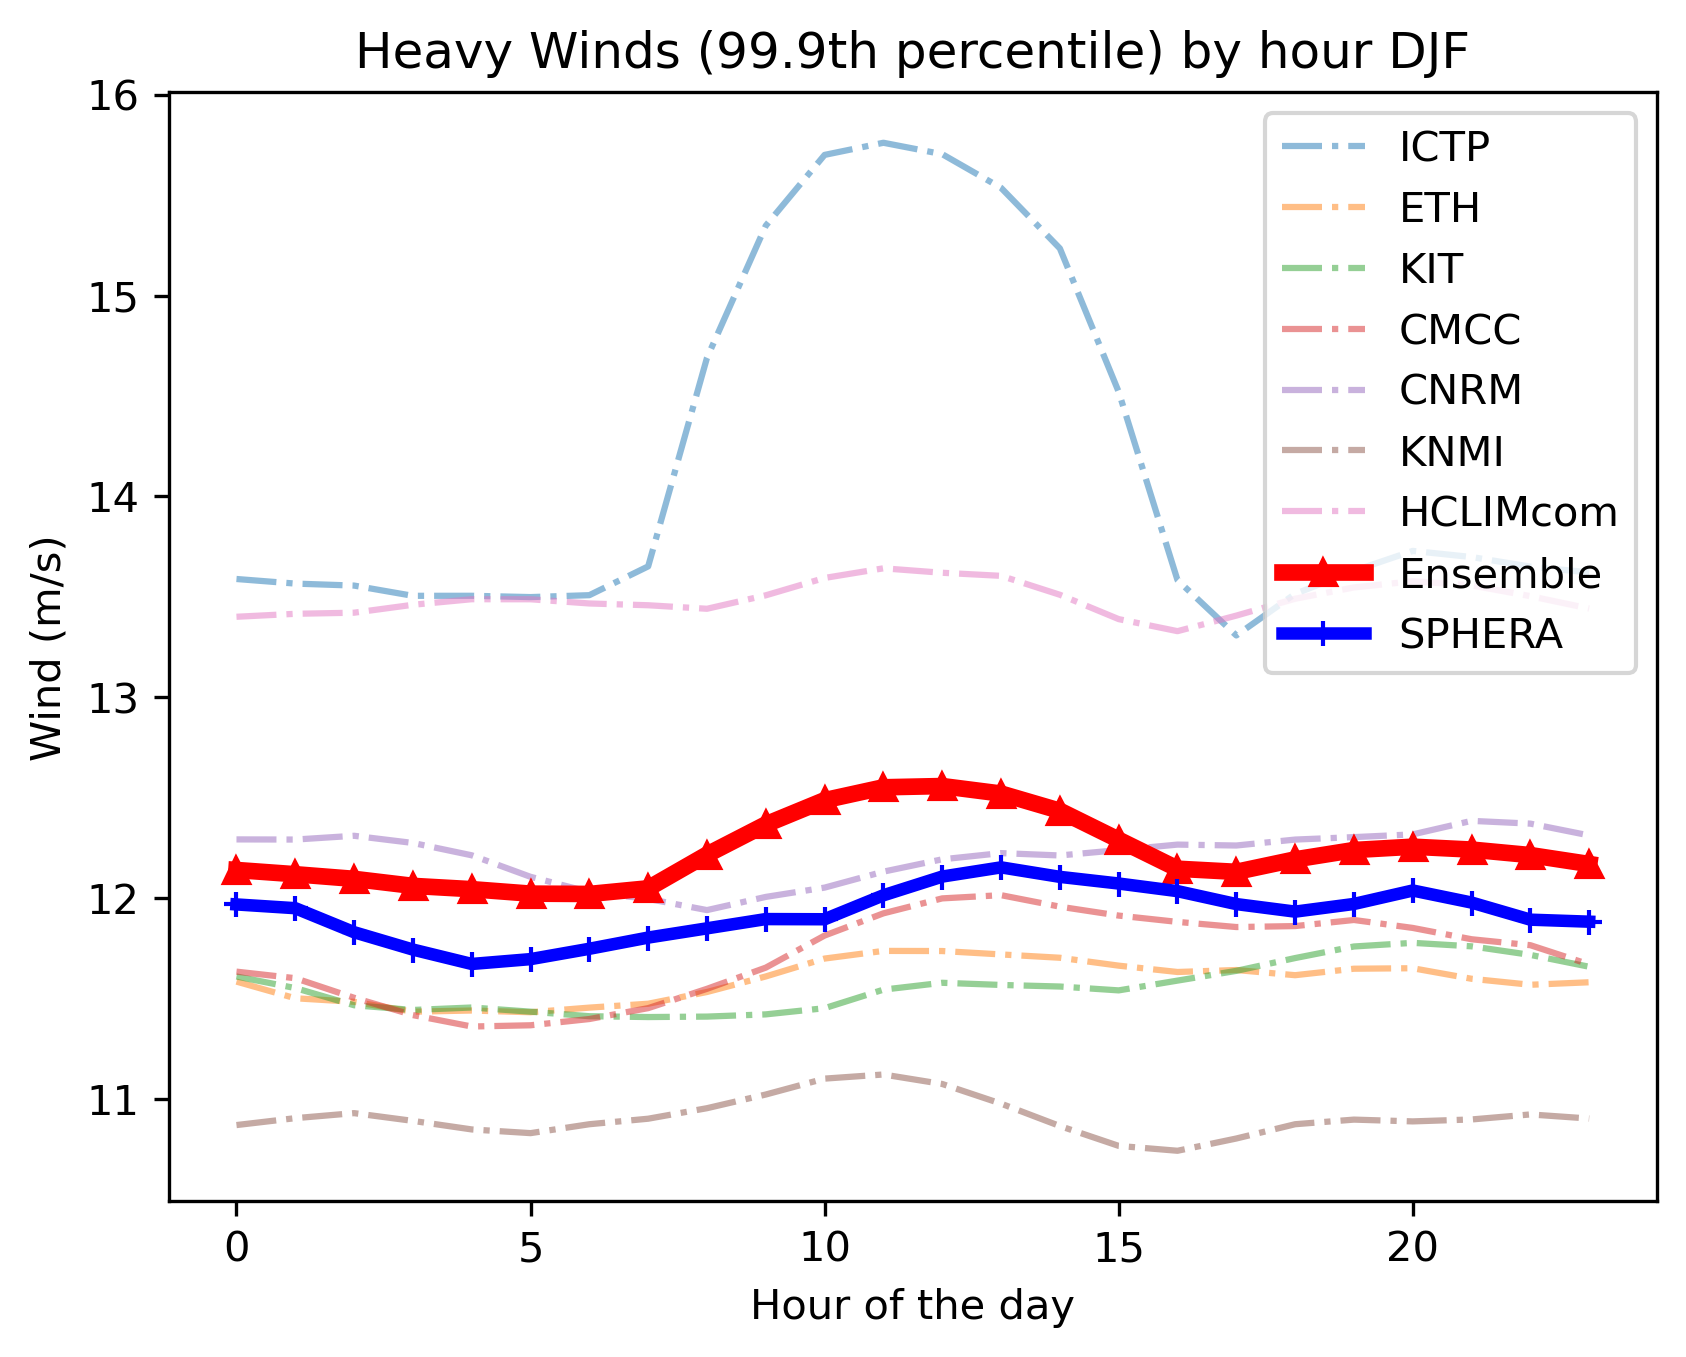 Heavy Winds (99.9th percentile) by hour DJF
16
15
14
13
12
11
Wind (m/s)
ICTP
ETH
KIT
CMCC
CNRM
KNMI
HCLIMcom
Ensemble
SPHERA
0 5 10 15 20
Hour of the day